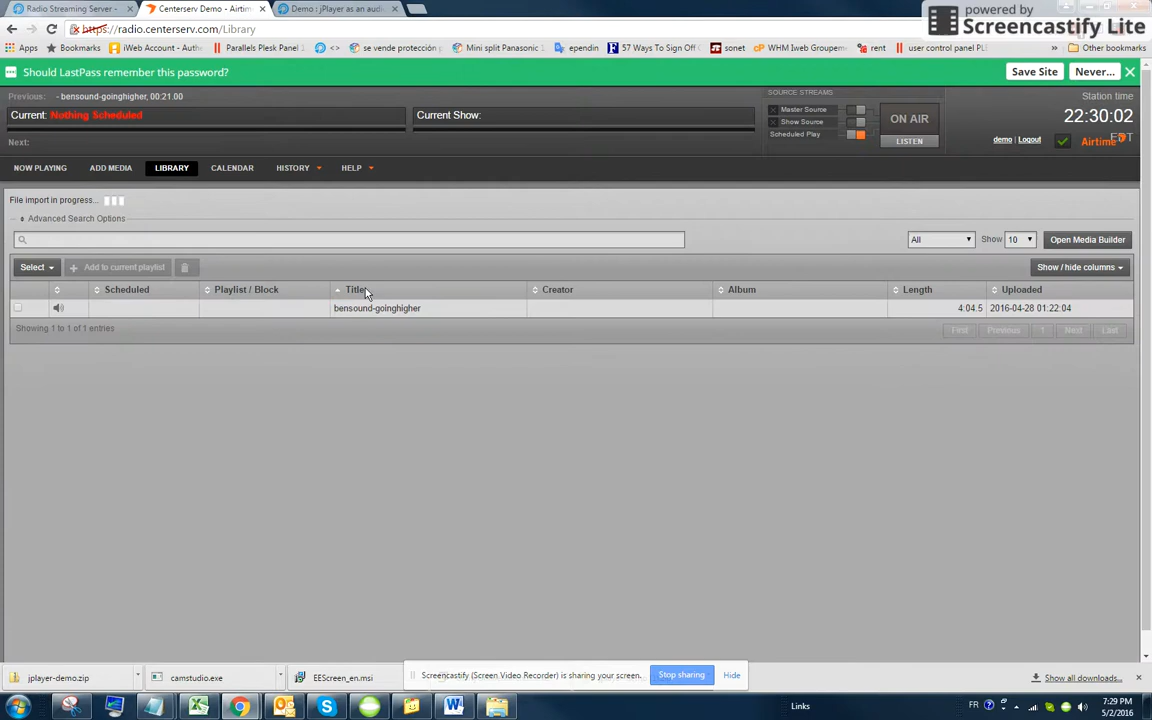 Radio Streaming Server - × Centerserv Demo - Airtim × Demo : jPlayer as an audi ×
powered by
Screencastify Lite
https://radio.centerserv.com/Library
Apps Bookmarks iWeb Account - Authe Parallels Plesk Panel 1 <> se vende protección p Mini split Panasonic 1 ependin 57 Ways To Sign Off O sonet WHM Iweb Groupeme rent user control panel PLE » Other bookmarks
Should LastPass remember this password? Save Site Never...
Previous: - bensound-goinghigher, 00:21.00
Current: Nothing Scheduled Current Show:
Next:
SOURCE STREAMS
Master Source
Show Source
Scheduled Play
ON AIR
LISTEN
Station time
22:30:02
EDT
demo | Logout Airtime
NOW PLAYING ADD MEDIA LIBRARY CALENDAR HISTORY HELP
File import in progress...
Advanced Search Options
All Show 10 Open Media Builder
Select + Add to current playlist Show / hide columns
Scheduled Playlist / Block Title Creator Album Length Uploaded
bensound-goinghigher 4:04.5 2016-04-28 01:22:04
Showing 1 to 1 of 1 entries First Previous 1 Next Last
jplayer-demo.zip camstudio.exe EEScreen_en.msi Screencastify (Screen Video Recorder) is sharing your screen. Stop sharing Hide Show all downloads...
Links FR 7:29 PM
5/2/2016